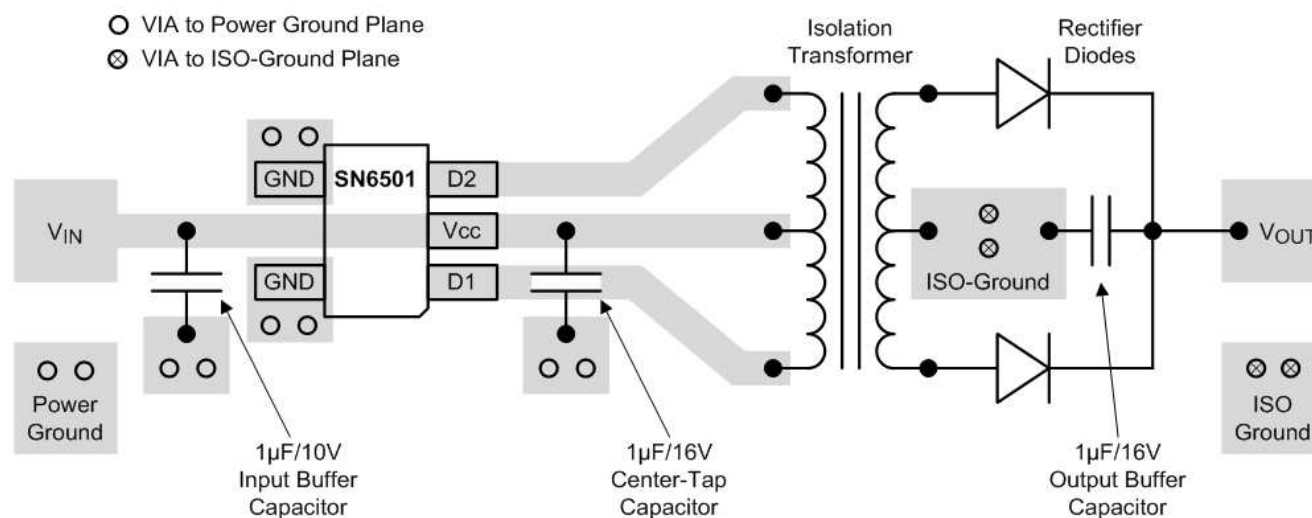 VIA to Power Ground Plane
VIA to ISO-Ground Plane
Isolation
Transformer
Rectifier
Diodes
GND
SN6501
D2
VIN
Vcc
VOUT
GND
D1
ISO-Ground
Power
Ground
ISO
Ground
1µF/10V
Input Buffer
Capacitor
1µF/16V
Center-Tap
Capacitor
1µF/16V
Output Buffer
Capacitor